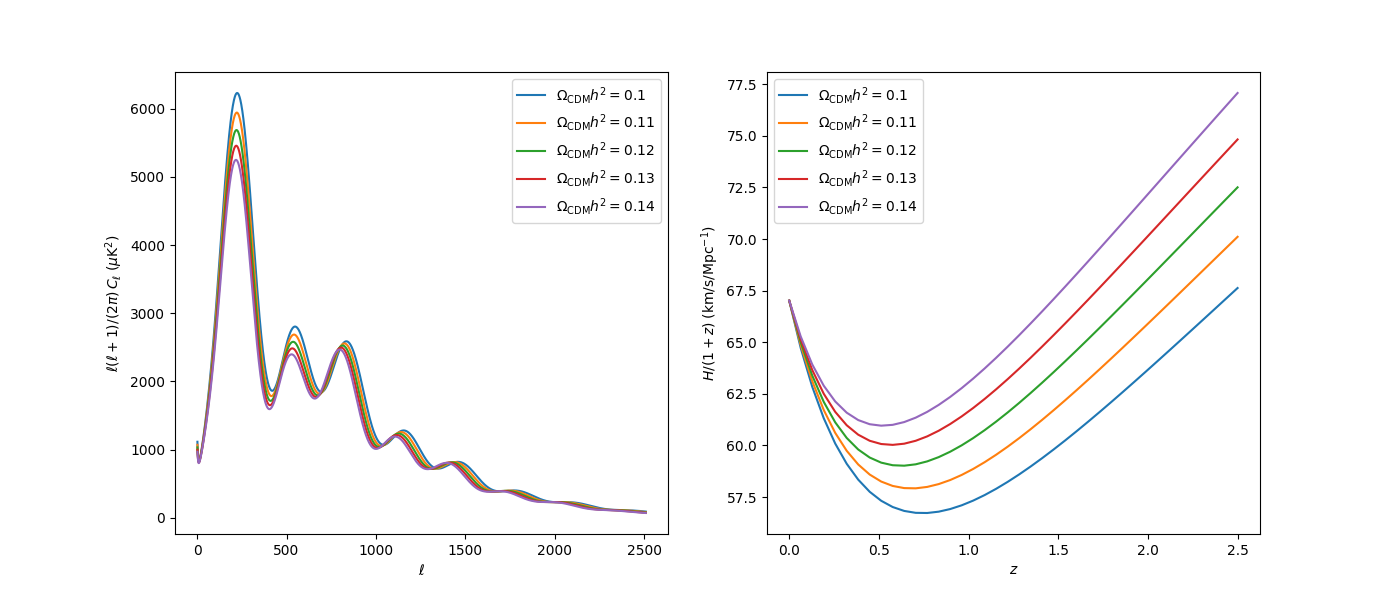 ℓ(ℓ + 1)/(2π) C_ℓ (μK²)
6000
5000
4000
3000
2000
1000
0
0 500 1000 1500 2000 2500
ℓ
Ω_CDM h² = 0.1
Ω_CDM h² = 0.11
Ω_CDM h² = 0.12
Ω_CDM h² = 0.13
Ω_CDM h² = 0.14
H/(1 + z) (km/s/Mpc⁻¹)
77.5
75.0
72.5
70.0
67.5
65.0
62.5
60.0
57.5
0.0 0.5 1.0 1.5 2.0 2.5
z
Ω_CDM h² = 0.1
Ω_CDM h² = 0.11
Ω_CDM h² = 0.12
Ω_CDM h² = 0.13
Ω_CDM h² = 0.14